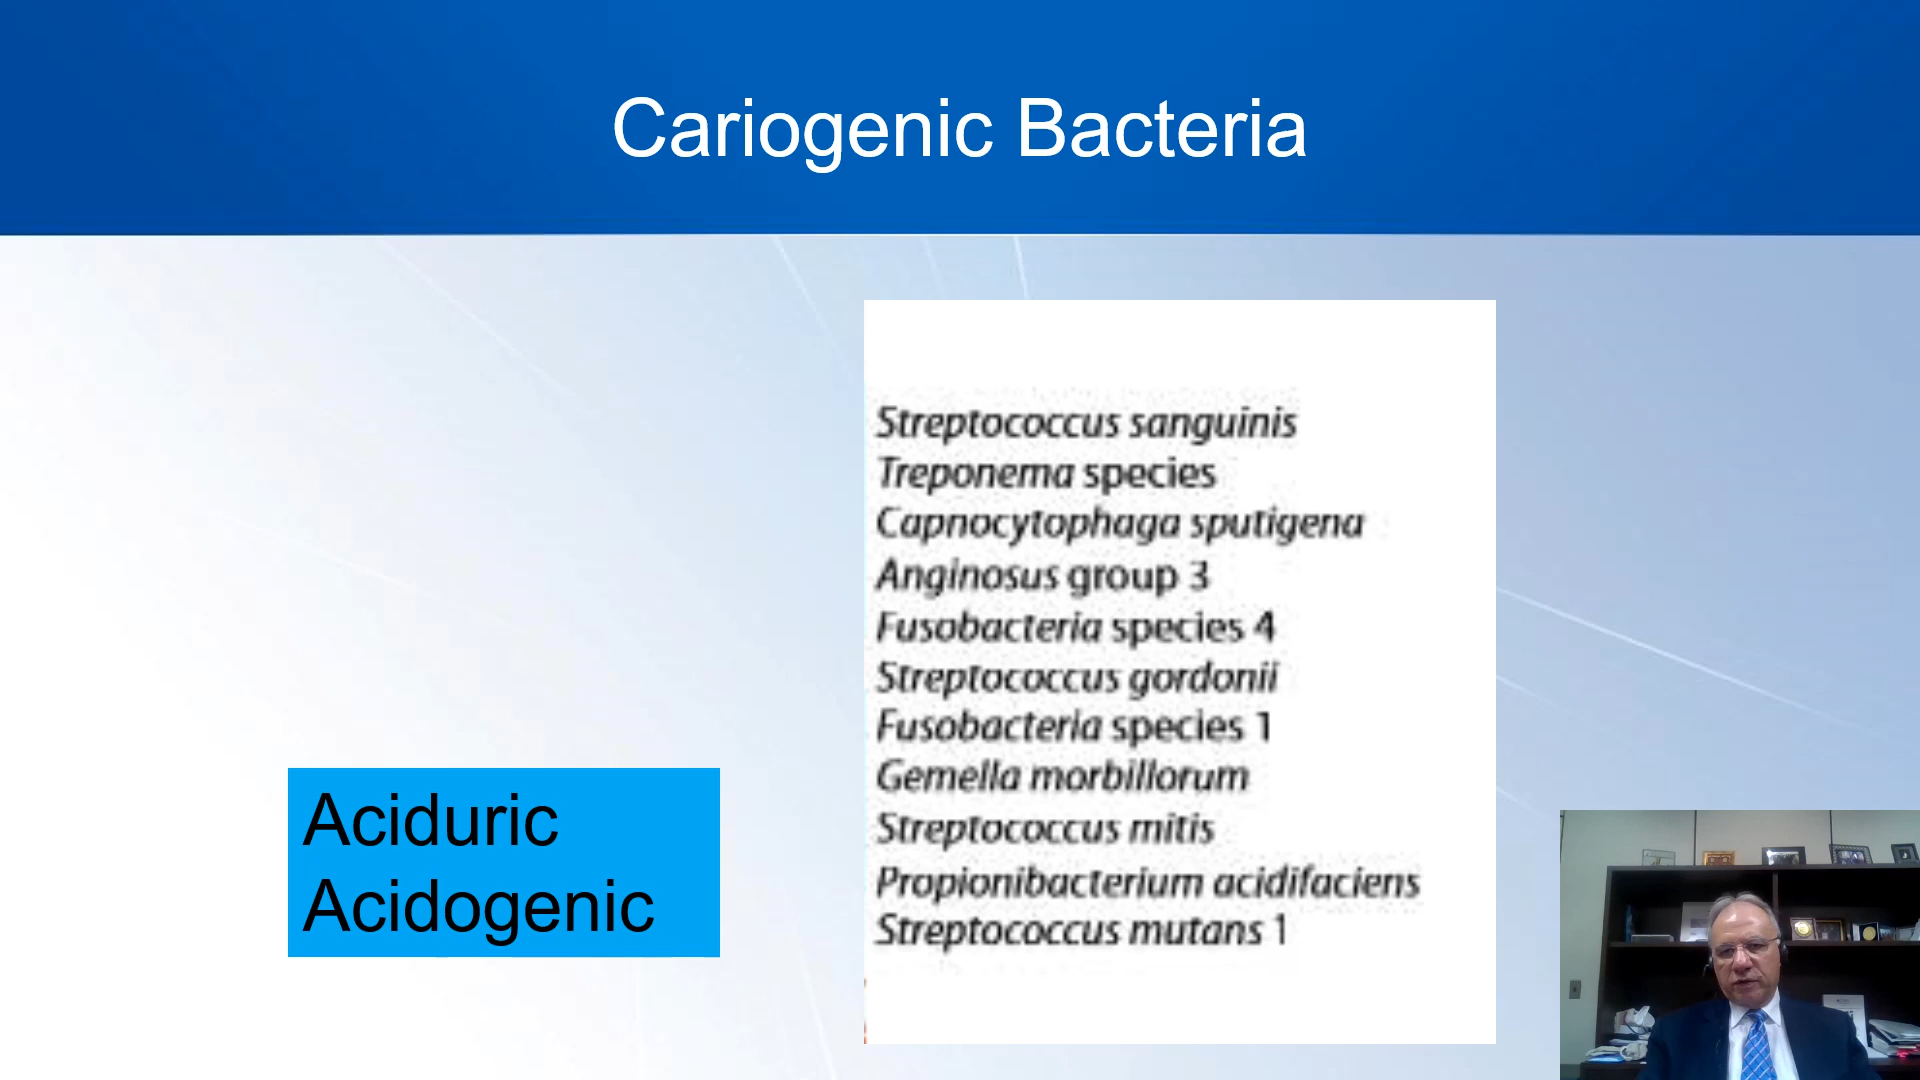 Cariogenic Bacteria
Streptococcus sanguinis
Treponema species
Capnocytophaga sputigena
Anginosus group 3
Fusobacteria species 4
Streptococcus gordonii
Fusobacteria species 1
Gemella morbillorum
Streptococcus mitis
Propionibacterium acidifaciens
Streptococcus mutans 1
Aciduric
Acidogenic